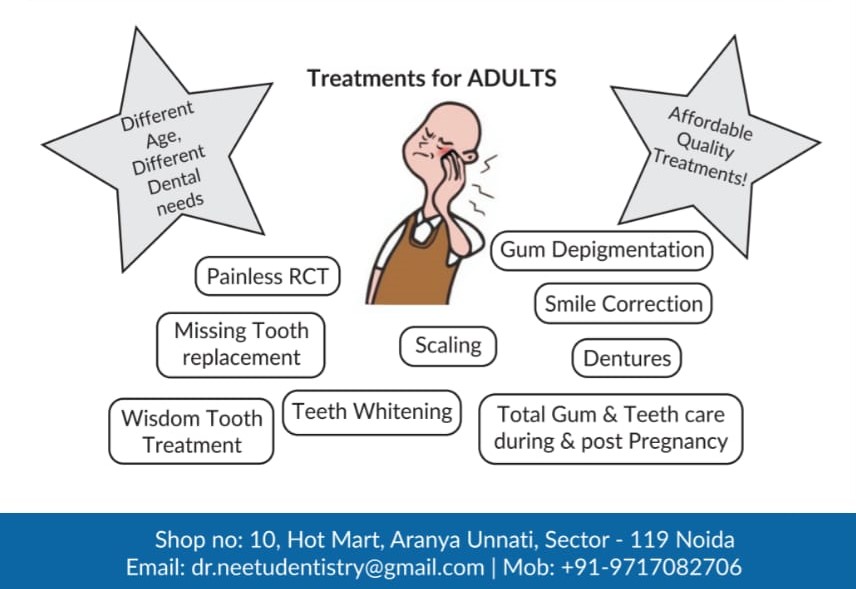 Treatments for ADULTS
Different
Age,
Different
Dental
needs
Affordable
Quality
Treatments!
Gum Depigmentation
Painless RCT
Smile Correction
Missing Tooth
replacement
Scaling
Dentures
Wisdom Tooth
Treatment
Teeth Whitening
Total Gum & Teeth care
during & post Pregnancy
Shop no: 10, Hot Mart, Aranya Unnati, Sector - 119 Noida
Email: dr.neetudentistry@gmail.com | Mob: +91-9717082706